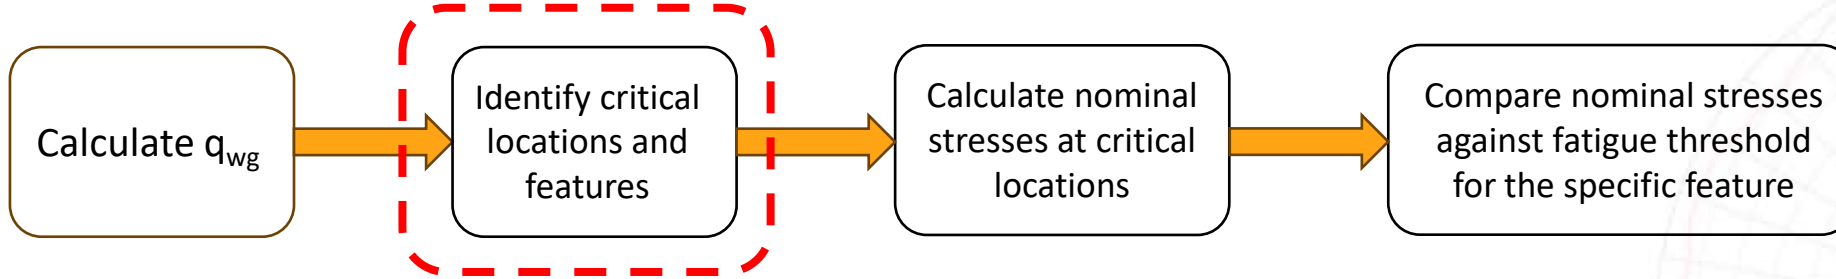 Calculate q_wg
Identify critical
locations and
features
Calculate nominal
stresses at critical
locations
Compare nominal stresses
against fatigue threshold
for the specific feature